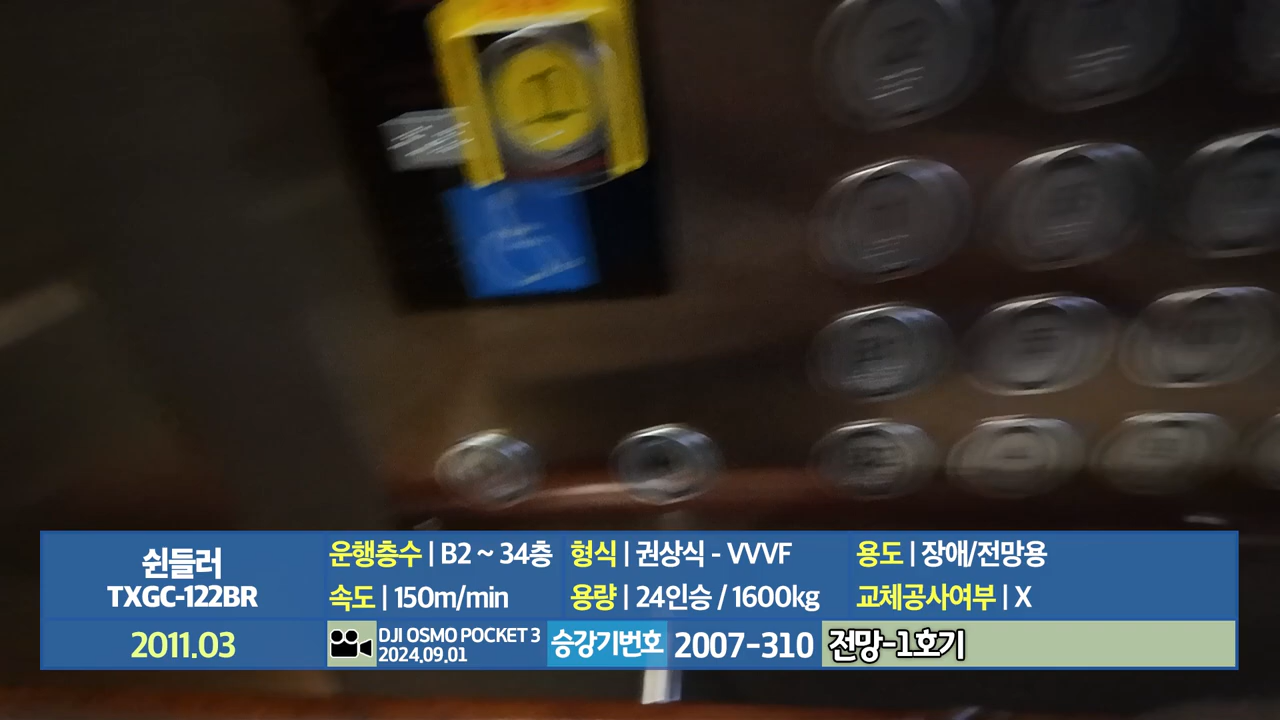 쉰들러
TXGC-122BR
운행층수 | B2 ~ 34층
형식 | 권상식 - VVVF
용도 | 장애/전망용
속도 | 150m/min
용량 | 24인승 / 1600kg
교체공사여부 | X
2011.03
DJI OSMO POCKET 3
2024.09.01
승강기번호
2007-310
전망-1호기